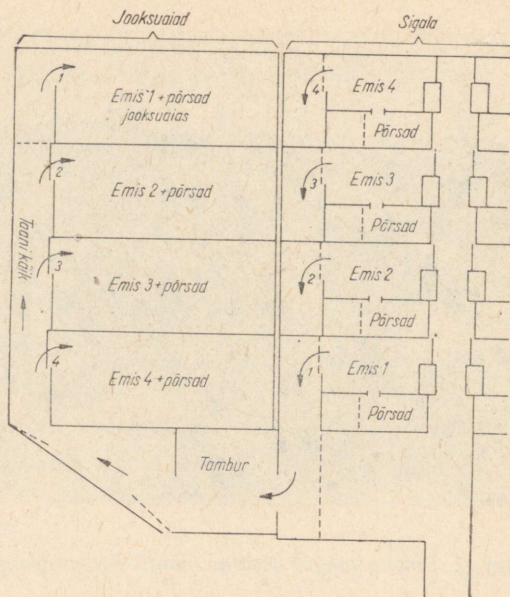 Jooksuaiad
Sigala
1
Emis 1 + põrsad
jooksuaias
2
Emis 2 + põrsad
3
Emis 3 + põrsad
4
Emis 4 + põrsad
Taani käik
Tambur
4
Emis 4
Põrsad
3
Emis 3
Põrsad
2
Emis 2
Põrsad
1
Emis 1
Põrsad